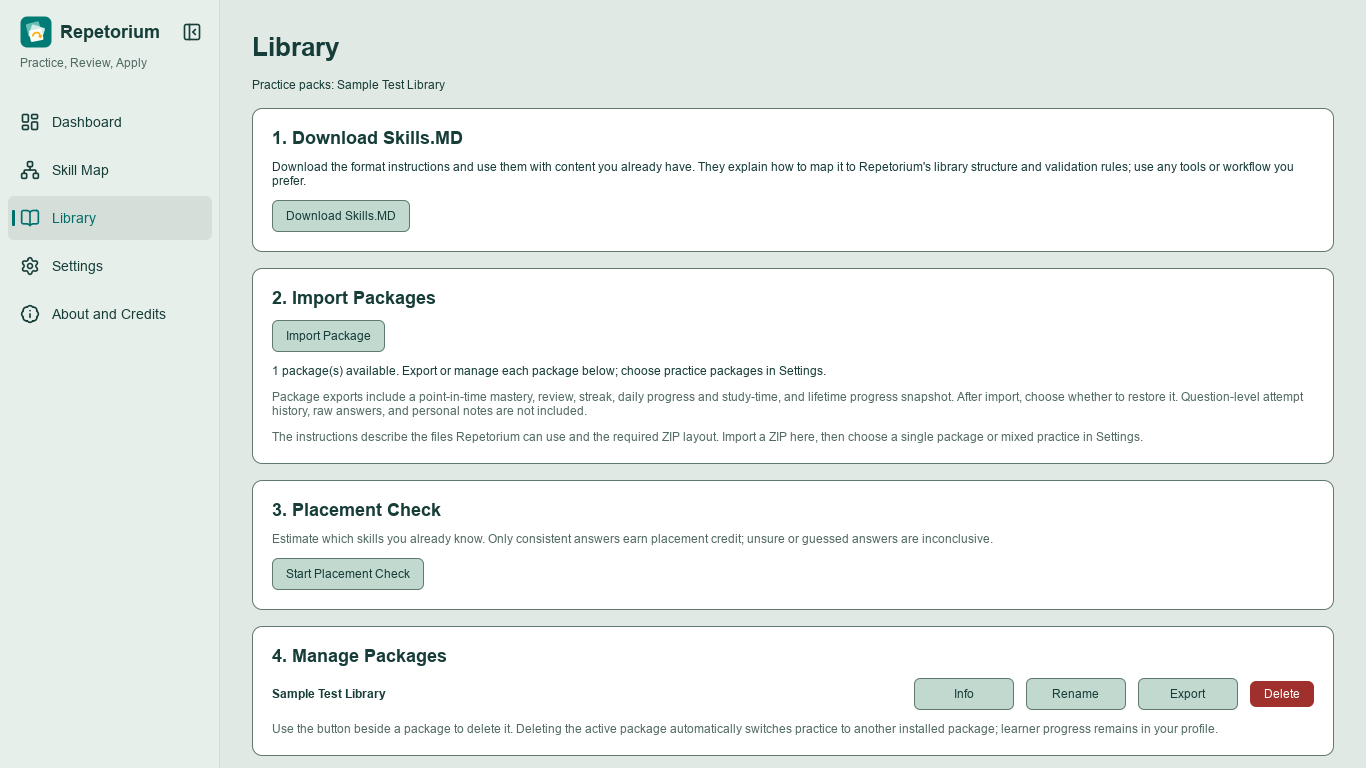 Repetorium
Practice, Review, Apply
Dashboard
Skill Map
Library
Settings
About and Credits
Library
Practice packs: Sample Test Library
1. Download Skills.MD
Download the format instructions and use them with content you already have. They explain how to map it to Repetorium's library structure and validation rules; use any tools or workflow you
prefer.
Download Skills.MD
2. Import Packages
Import Package
1 package(s) available. Export or manage each package below; choose practice packages in Settings.
Package exports include a point-in-time mastery, review, streak, daily progress and study-time, and lifetime progress snapshot. After import, choose whether to restore it. Question-level attempt
history, raw answers, and personal notes are not included.
The instructions describe the files Repetorium can use and the required ZIP layout. Import a ZIP here, then choose a single package or mixed practice in Settings.
3. Placement Check
Estimate which skills you already know. Only consistent answers earn placement credit; unsure or guessed answers are inconclusive.
Start Placement Check
4. Manage Packages
Sample Test Library
Info
Rename
Export
Delete
Use the button beside a package to delete it. Deleting the active package automatically switches practice to another installed package; learner progress remains in your profile.